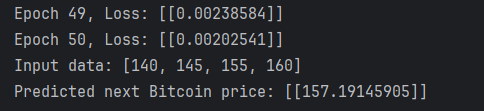 Epoch 49, Loss: [[0.00238584]]
Epoch 50, Loss: [[0.00202541]]
Input data: [140, 145, 155, 160]
Predicted next Bitcoin price: [[157.19145905]]